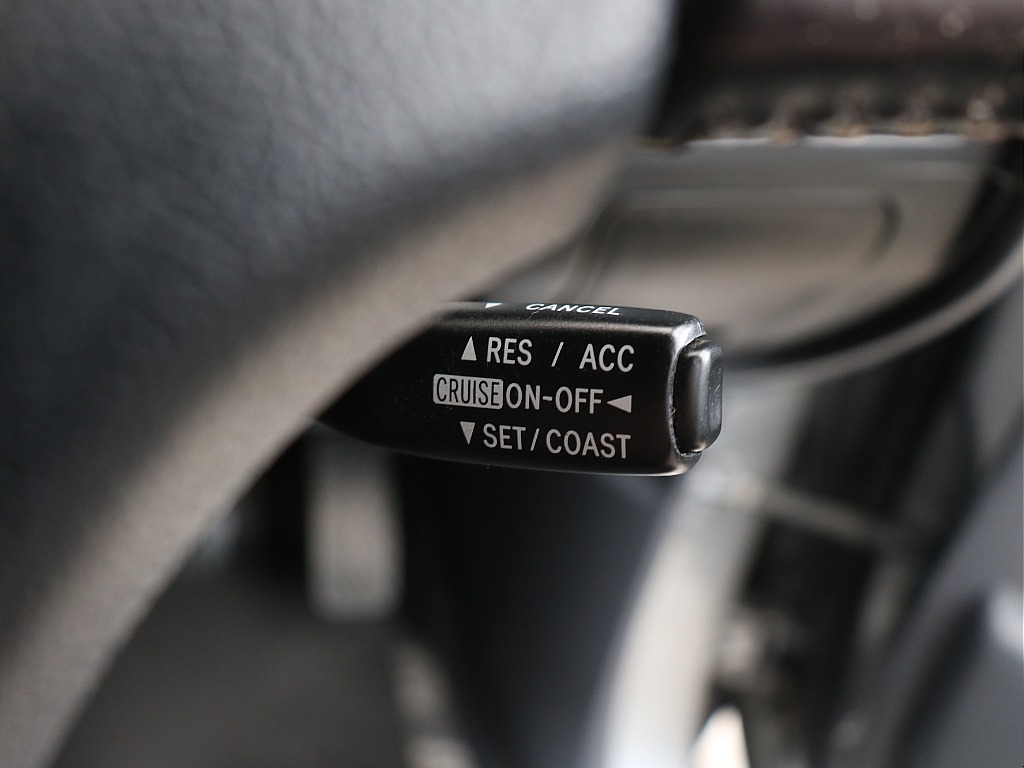 ▼ CANCEL
▲ RES / ACC
CRUISE ON-OFF ◀
▼ SET/COAST